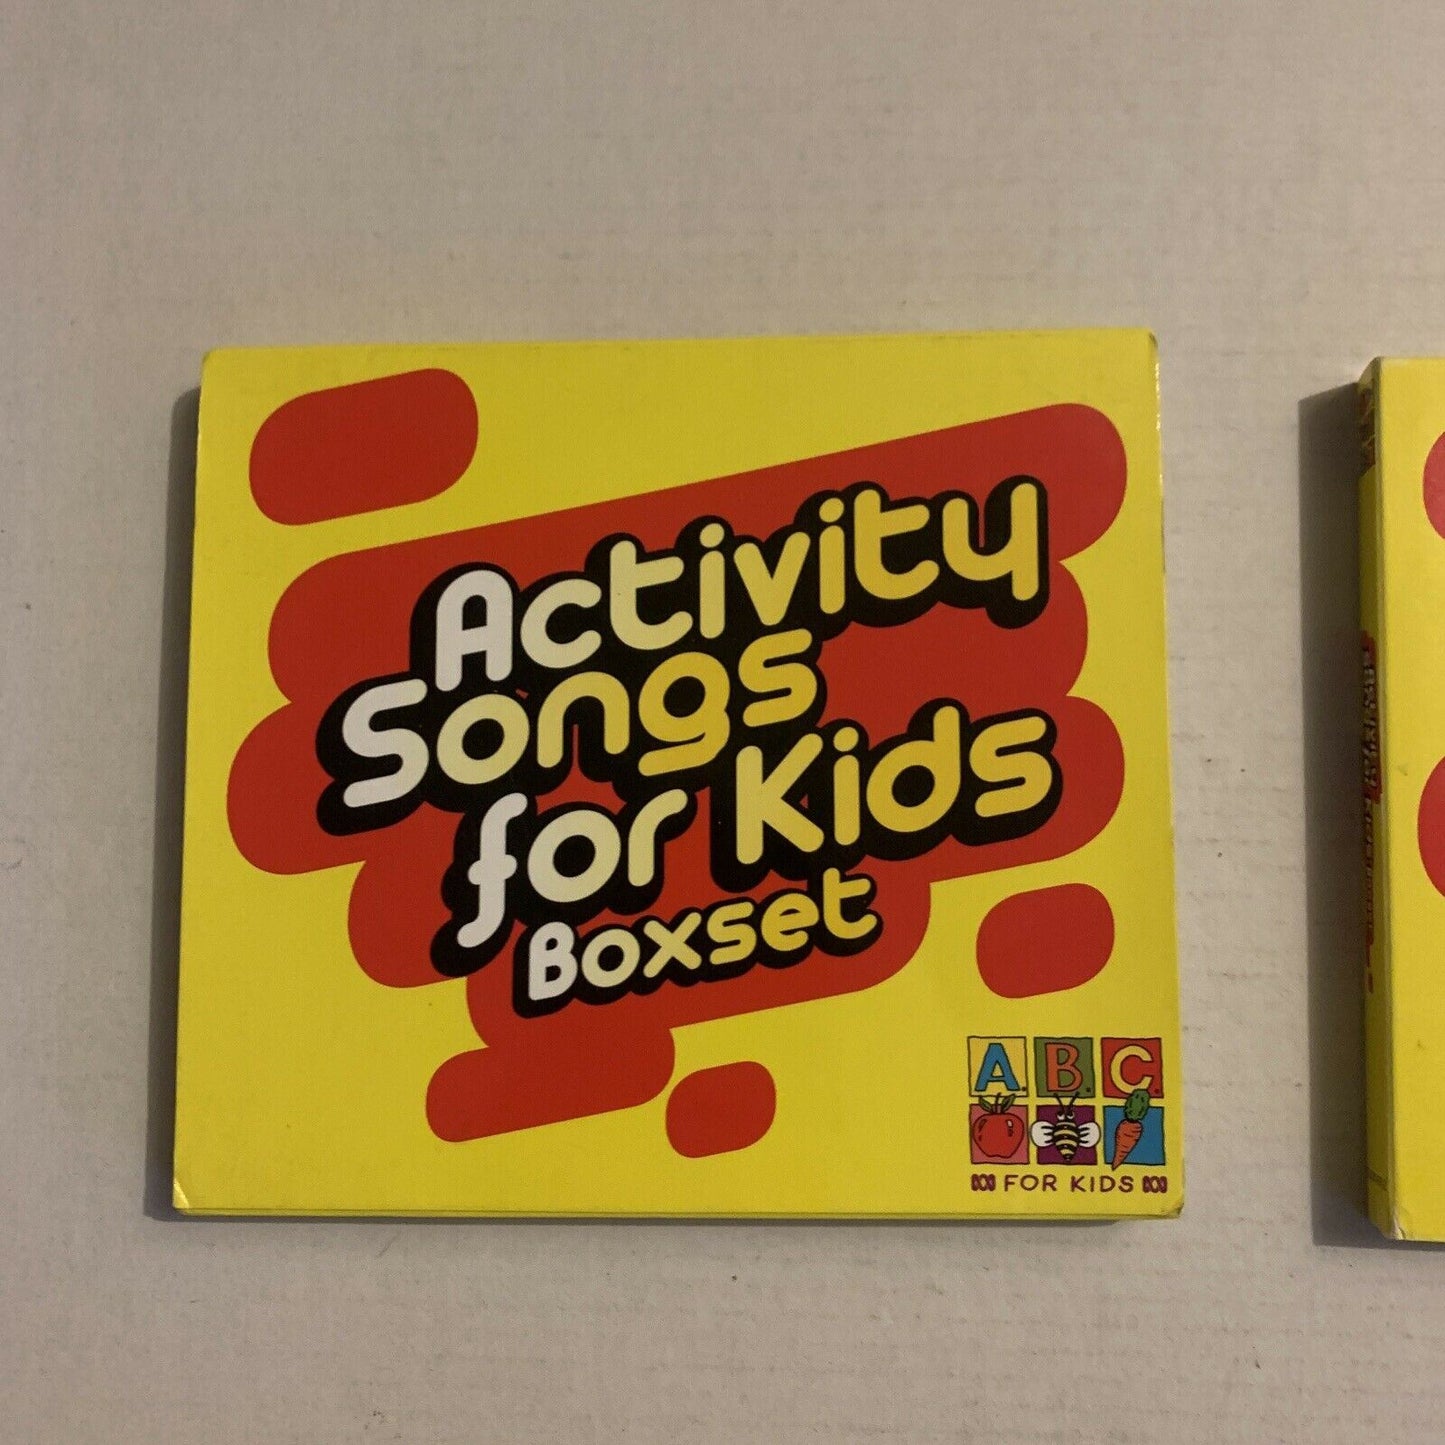 Activity
Songs
for Kids
Boxset
A.B.C.
FOR KIDS